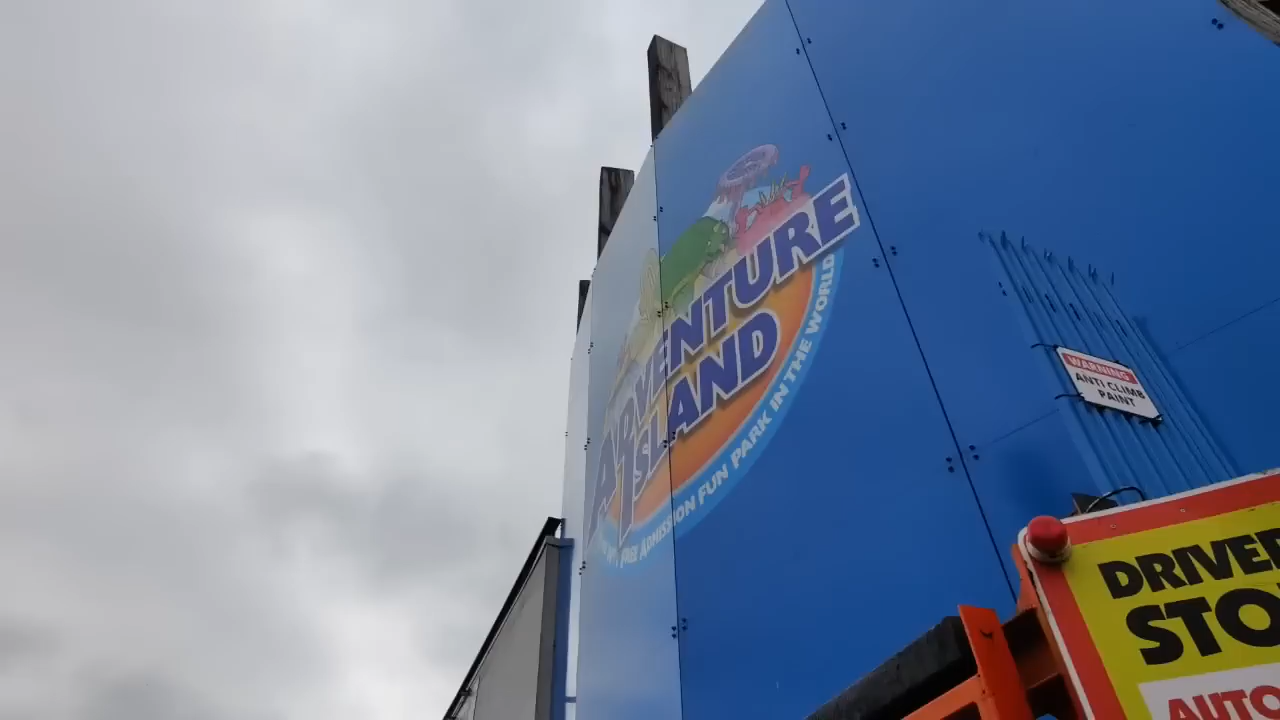 ADVENTURE
ISLAND
FREE ADMISSION FUN PARK IN THE WORLD
WARNING
ANTI CLIMB
PAINT
DRIVE
STO
AUTO